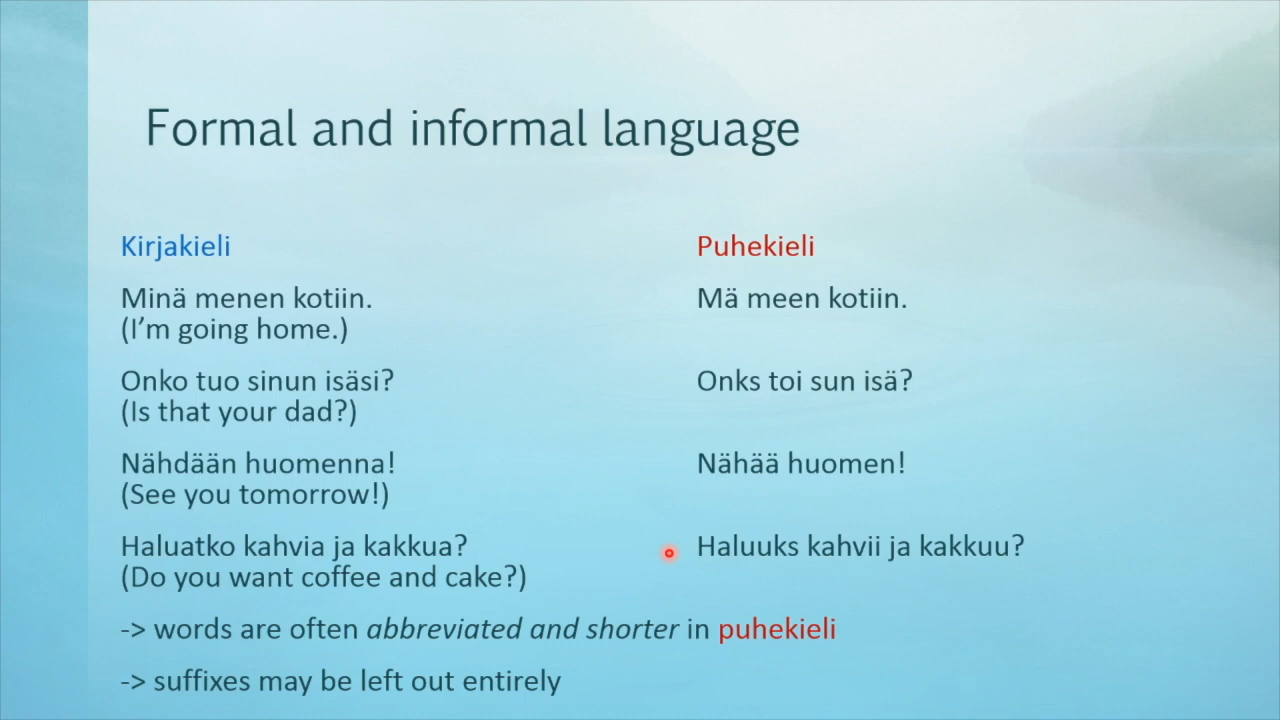 Formal and informal language
Kirjakieli
Puhekieli
Minä menen kotiin.
(I’m going home.)
Mä meen kotiin.
Onko tuo sinun isäsi?
(Is that your dad?)
Onks toi sun isä?
Nähdään huomenna!
(See you tomorrow!)
Nähää huomen!
Haluatko kahvia ja kakkua?
(Do you want coffee and cake?)
Haluuks kahvii ja kakkuu?
-> words are often abbreviated and shorter in puhekieli
-> suffixes may be left out entirely